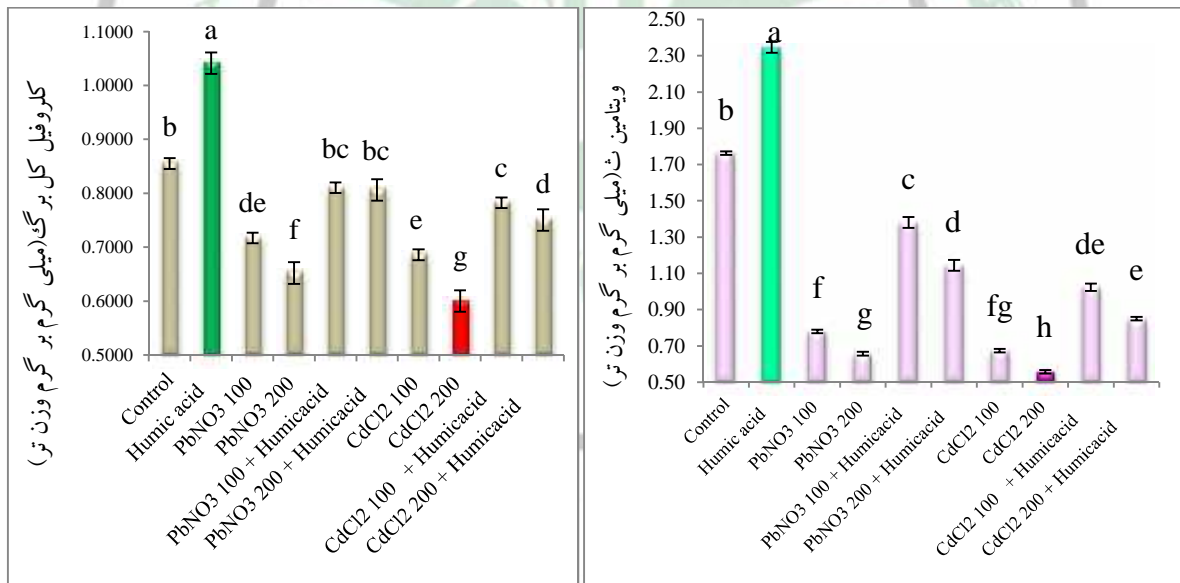 کلروفیل کل برگ(میلی گرم بر گرم وزن تر)
1.1000
1.0000
0.9000
0.8000
0.7000
0.6000
0.5000
a
b
de
f
bc
bc
e
g
c
d
Control
Humic acid
PbNO3 100
PbNO3 200
PbNO3 100 + Humicacid
PbNO3 200 + Humicacid
CdCl2 100
CdCl2 200
CdCl2 100 + Humicacid
CdCl2 200 + Humicacid
ویتامین ث(میلی گرم بر گرم وزن تر)
2.50
2.30
2.10
1.90
1.70
1.50
1.30
1.10
0.90
0.70
0.50
b
a
f
g
c
d
fg
h
de
e
Control
Humic acid
PbNO3 100
PbNO3 200
PbNO3 100 + Humicacid
PbNO3 200 + Humicacid
CdCl2 100
CdCl2 200
CdCl2 100 + Humicacid
CdCl2 200 + Humicacid